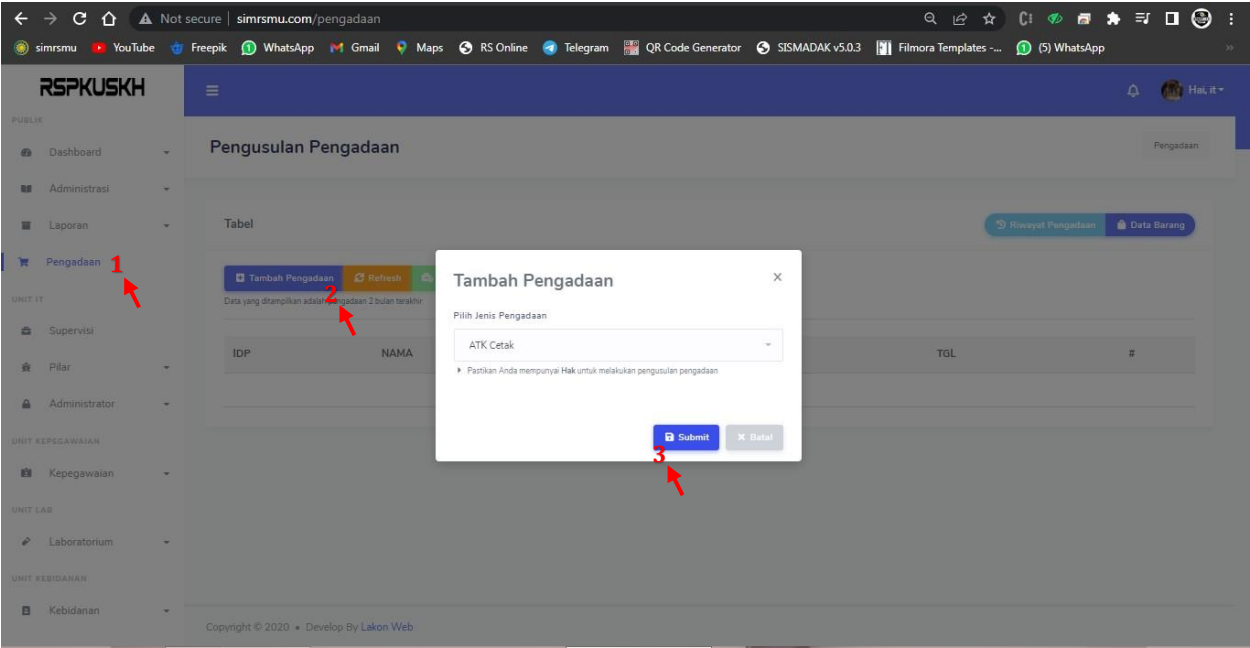 Not secure | simrsmu.com/pengadaan
simrsmu YouTube Freepik WhatsApp Gmail Maps RS Online Telegram QR Code Generator SISMADAK v5.0.3 Filmora Templates -... (5) WhatsApp »
RSPKUSKH
Hai, it
PUBLIK
Dashboard
Administrasi
Laporan
Pengadaan
1
UNIT IT
Supervisi
Pilar
Administrator
UNIT KEPEGAWAIAN
Kepegawaian
UNIT LAB
Laboratorium
UNIT KEBIDANAN
Kebidanan
Pengusulan Pengadaan
Pengadaan
Tabel
Riwayat Pengadaan Data Barang
Tambah Pengadaan Refresh
2
Data yang ditampilkan adalah pengadaan 2 bulan terakhir
IDP NAMA TGL #
Tambah Pengadaan ×
Pilih Jenis Pengadaan
ATK Cetak
Pastikan Anda mempunyai Hak untuk melakukan pengusulan pengadaan
Submit Batal
3
Copyright © 2020 • Develop By Lakon Web